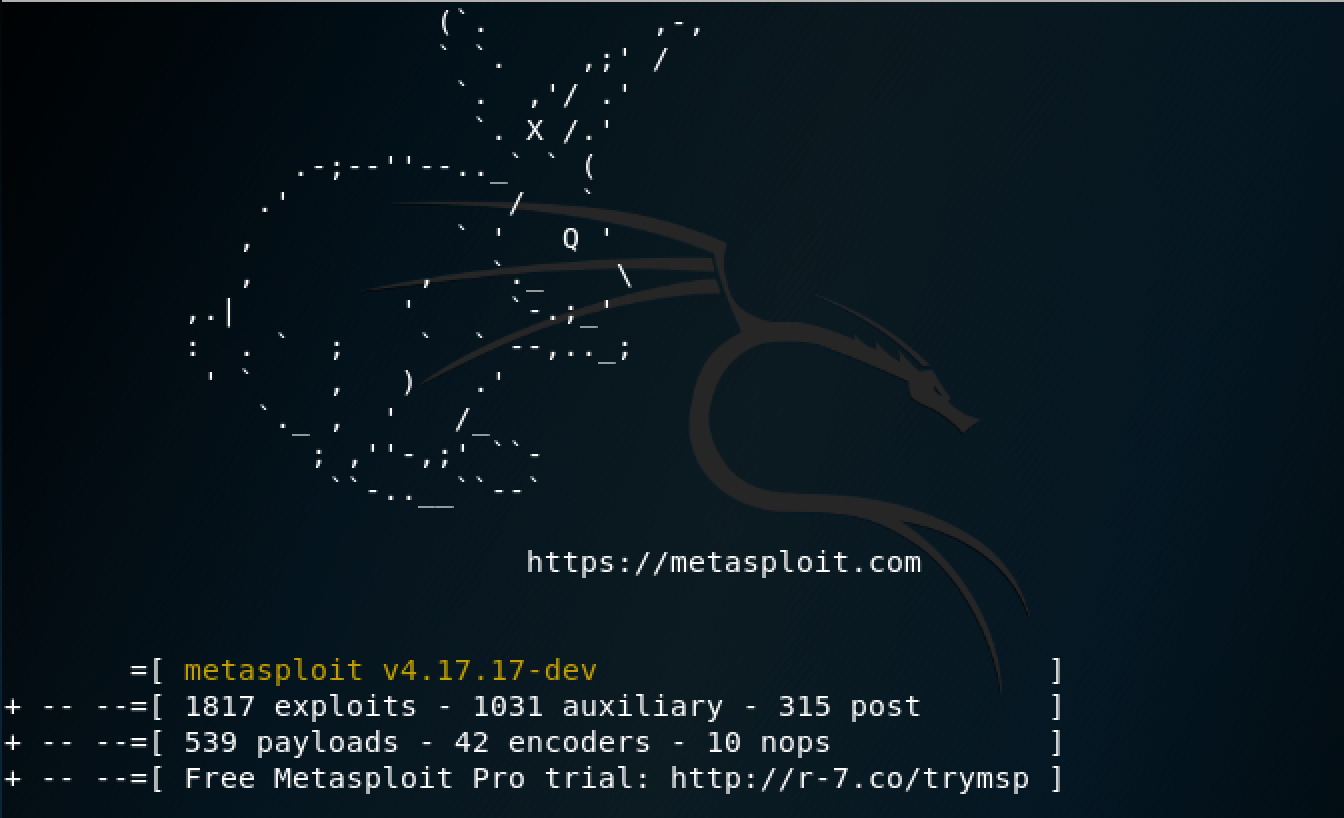 https://metasploit.com
=[ metasploit v4.17.17-dev ]
+ -- --=[ 1817 exploits - 1031 auxiliary - 315 post ]
+ -- --=[ 539 payloads - 42 encoders - 10 nops ]
+ -- --=[ Free Metasploit Pro trial: http://r-7.co/trymsp ]